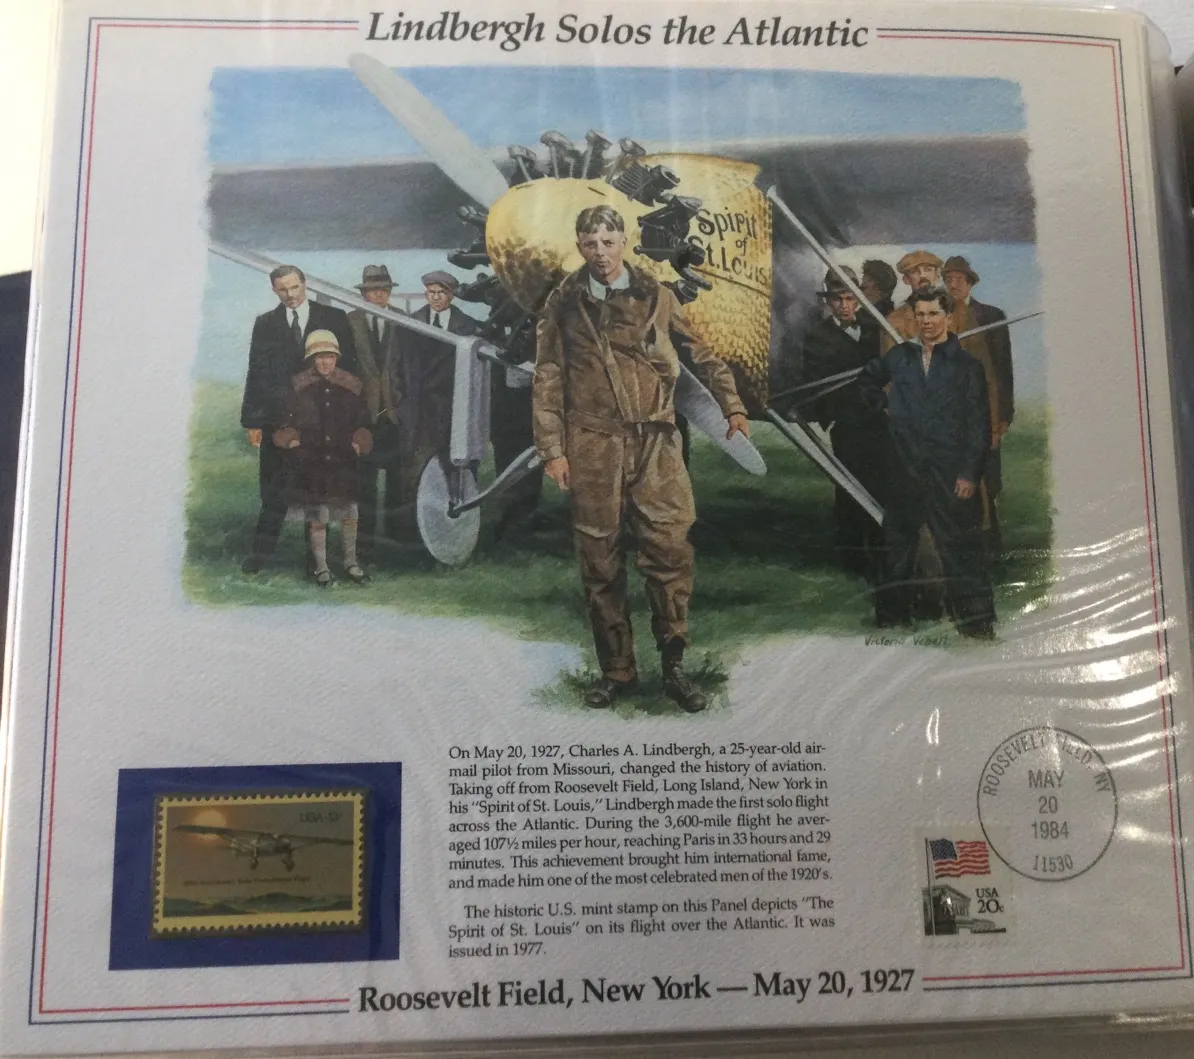 Lindbergh Solos the Atlantic
Spirit
of
St. Louis
On May 20, 1927, Charles A. Lindbergh, a 25-year-old air-
mail pilot from Missouri, changed the history of aviation.
Taking off from Roosevelt Field, Long Island, New York in
his "Spirit of St. Louis," Lindbergh made the first solo flight
across the Atlantic. During the 3,600-mile flight he aver-
aged 107½ miles per hour, reaching Paris in 33 hours and 29
minutes. This achievement brought him international fame,
and made him one of the most celebrated men of the 1920's.
The historic U.S. mint stamp on this Panel depicts "The
Spirit of St. Louis" on its flight over the Atlantic. It was
issued in 1977.
USA
ROOSEVELT FIELD, NY
MAY
20
1984
11530
USA
20c
Roosevelt Field, New York — May 20, 1927